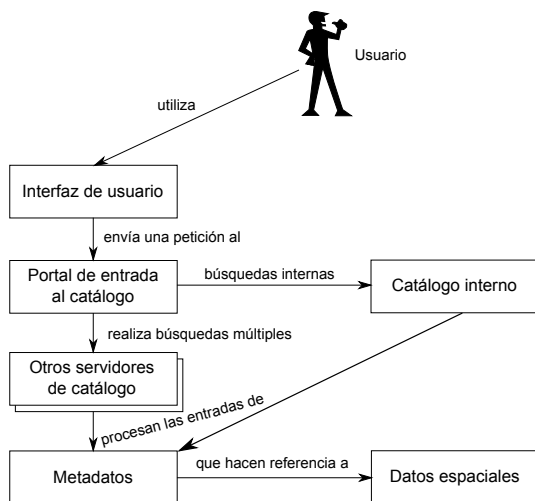 Usuario
utiliza
Interfaz de usuario
envía una petición al
Portal de entrada
al catálogo
búsquedas internas
Catálogo interno
realiza búsquedas múltiples
Otros servidores
de catálogo
procesan las entradas de
Metadatos
que hacen referencia a
Datos espaciales